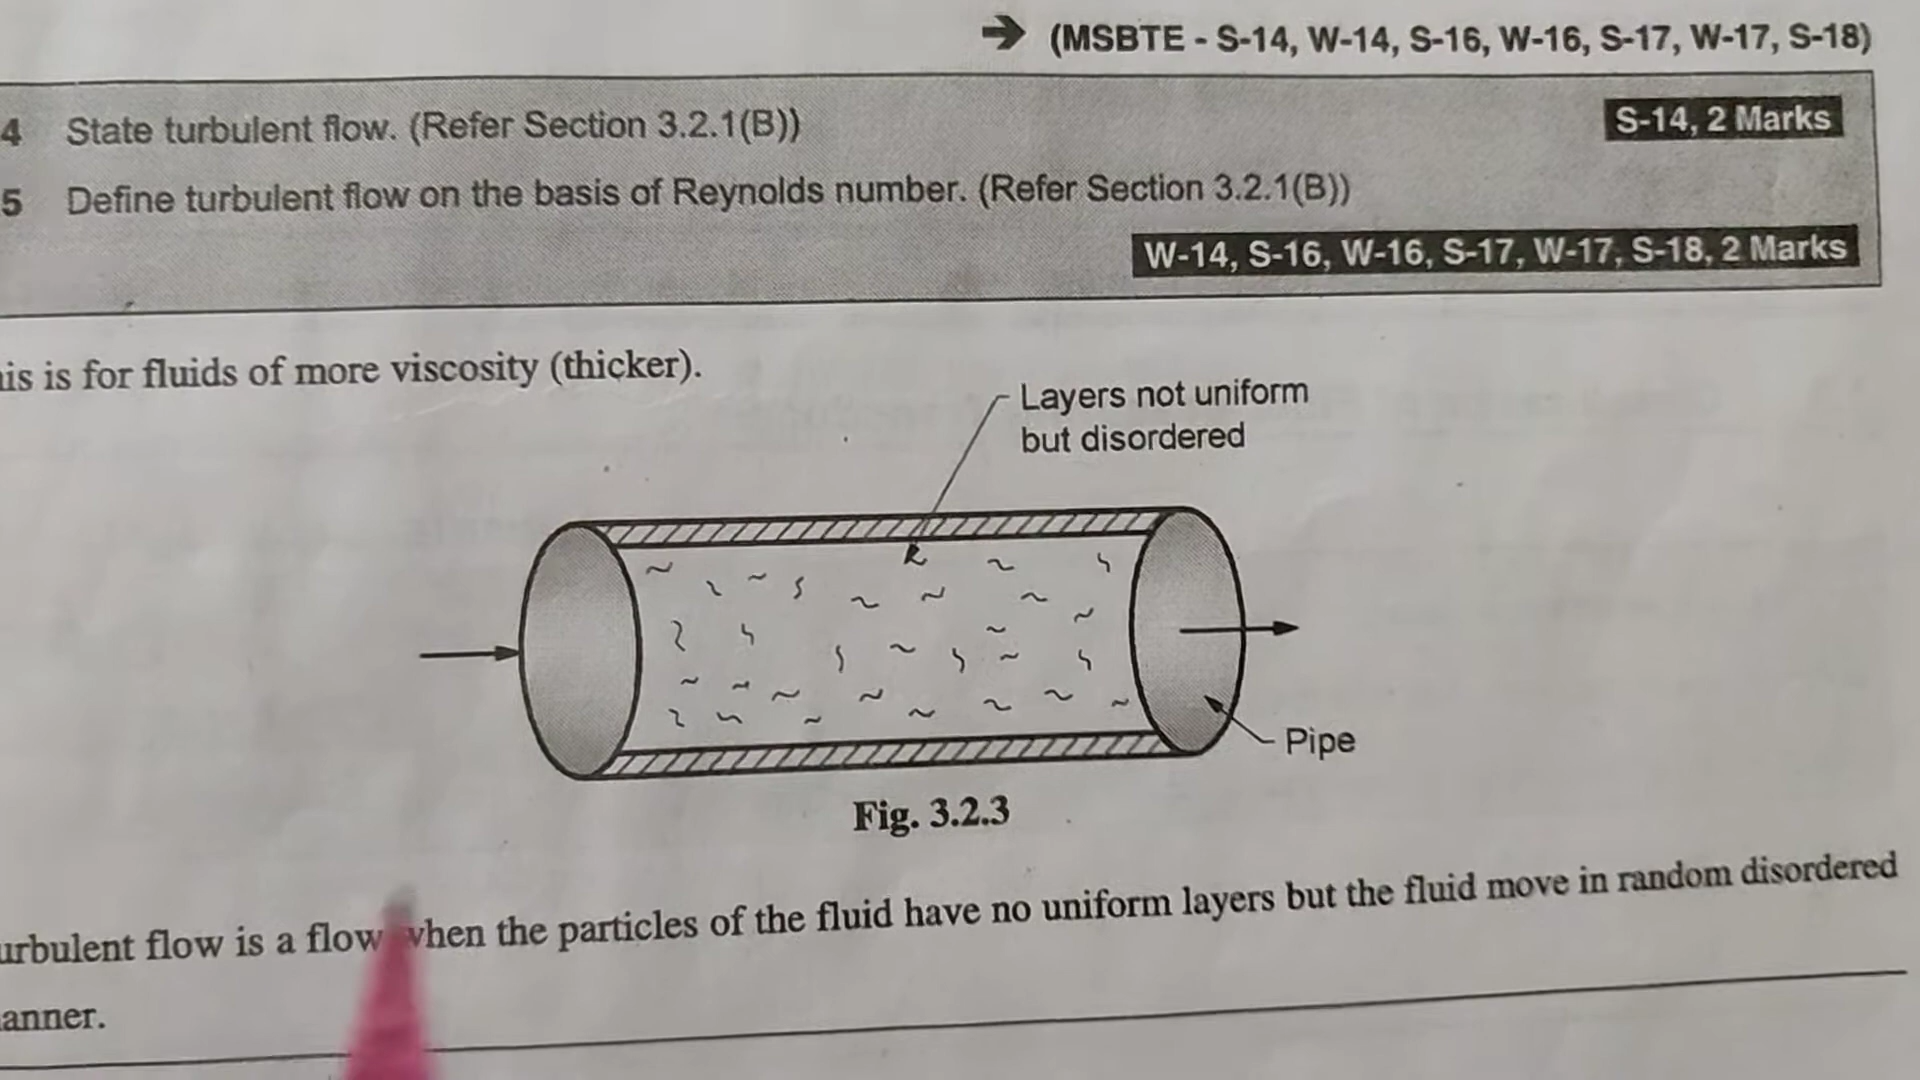 (MSBTE - S-14, W-14, S-16, W-16, S-17, W-17, S-18)
4 State turbulent flow. (Refer Section 3.2.1(B)) S-14, 2 Marks
5 Define turbulent flow on the basis of Reynolds number. (Refer Section 3.2.1(B))
W-14, S-16, W-16, S-17, W-17, S-18, 2 Marks
is is for fluids of more viscosity (thicker).
Layers not uniform
but disordered
Pipe
Fig. 3.2.3
urbulent flow is a flow when the particles of the fluid have no uniform layers but the fluid move in random disordered
anner.